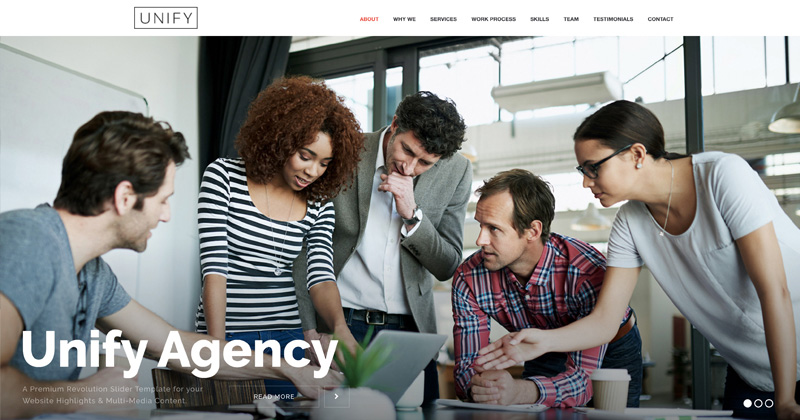 UNIFY
ABOUT WHY WE SERVICES WORK PROCESS SKILLS TEAM TESTIMONIALS CONTACT
Unify Agency
A Premium Revolution Slider Template for your
Website Highlights & Multi-Media Content.
READ MORE